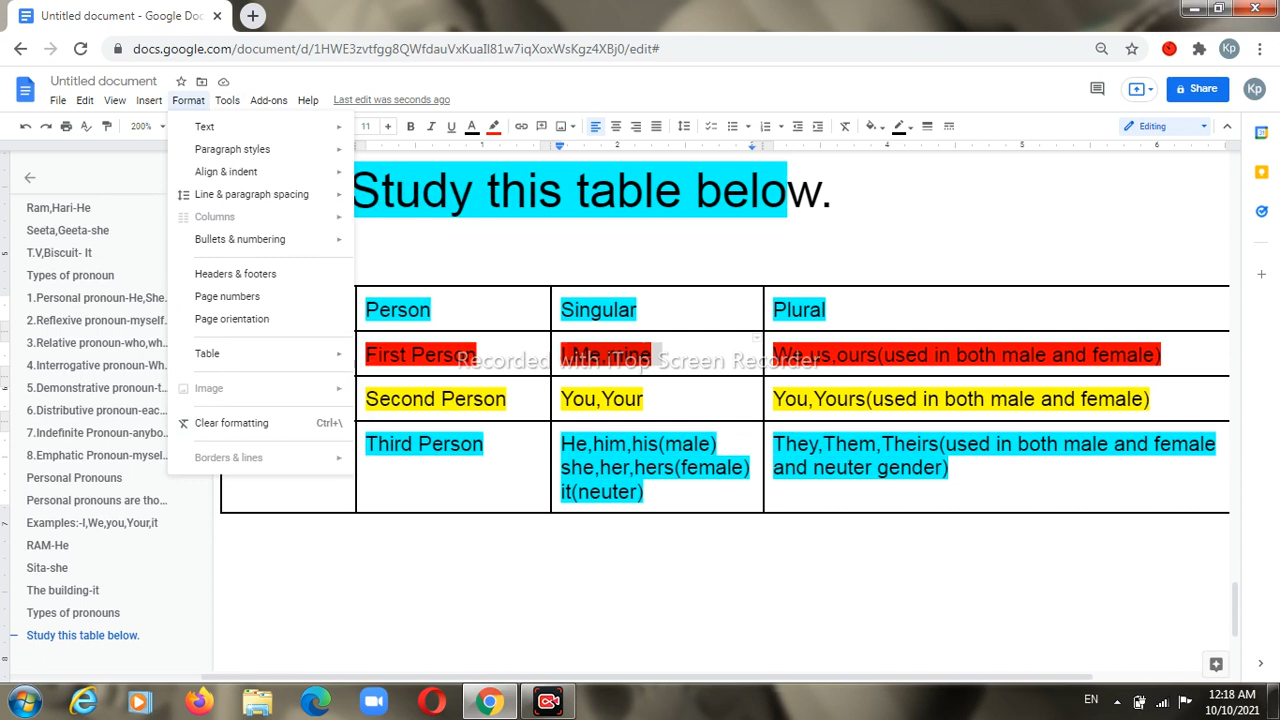 Untitled document - Google Doc
docs.google.com/document/d/1HWE3zvtfgg8QWfdauVxKuaIl81w7iqXoxWsKgz4XBj0/edit#
Kp
Untitled document
File Edit View Insert Format Tools Add-ons Help Last edit was seconds ago
Share
Kp
200%
11
Editing
1 2 5 6
Text
Paragraph styles
Align & indent
Line & paragraph spacing
Columns
Bullets & numbering
Headers & footers
Page numbers
Page orientation
Table
Image
Clear formatting Ctrl+\
Borders & lines
Ram,Hari-He
Seeta,Geeta-she
T.V,Biscuit- It
Types of pronoun
1.Personal pronoun-He,She...
2.Reflexive pronoun-myself...
3.Relative pronoun-who,wh...
4.Interrogative pronoun-Wh...
5.Demonstrative pronoun-t...
6.Distributive pronoun-eac...
7.Indefinite Pronoun-anybo...
8.Emphatic Pronoun-mysel...
Personal Pronouns
Personal pronouns are tho...
Examples:-I,We,you,Your,it
RAM-He
Sita-she
The building-it
Types of pronouns
Study this table below.
Study this table below.
Person Singular Plural
First Person I,Me,mine We,us,ours(used in both male and female)
Recorded with iTop Screen Recorder
Second Person You,Your You,Yours(used in both male and female)
Third Person He,him,his(male) They,Them,Theirs(used in both male and female
she,her,hers(female) and neuter gender)
it(neuter)
EN
12:18 AM
10/10/2021